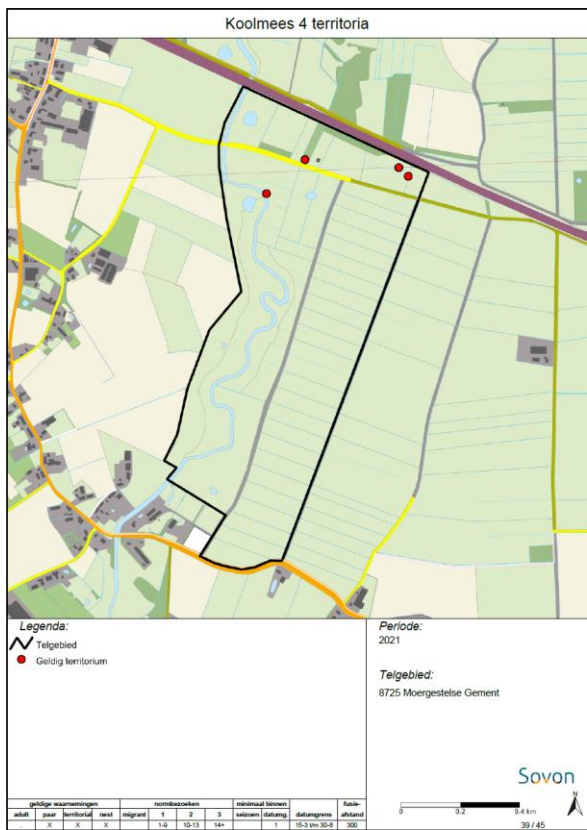 Koolmees 4 territoria
Legenda:
Telgebied
Geldig territorium
Periode:
2021
Telgebied:
8725 Moergestelse Gement
Sovon
0 0.2 0.4 km
N
39 / 45
geldige waarnemingen normbezoeken minimaal binnen fusie-
adult paar territoriaal nest migrant 1 2 3 seizoen datumg. datumgrens afstand
. X X X 1-9 10-13 14+ 1 15-3 t/m 30-6 300